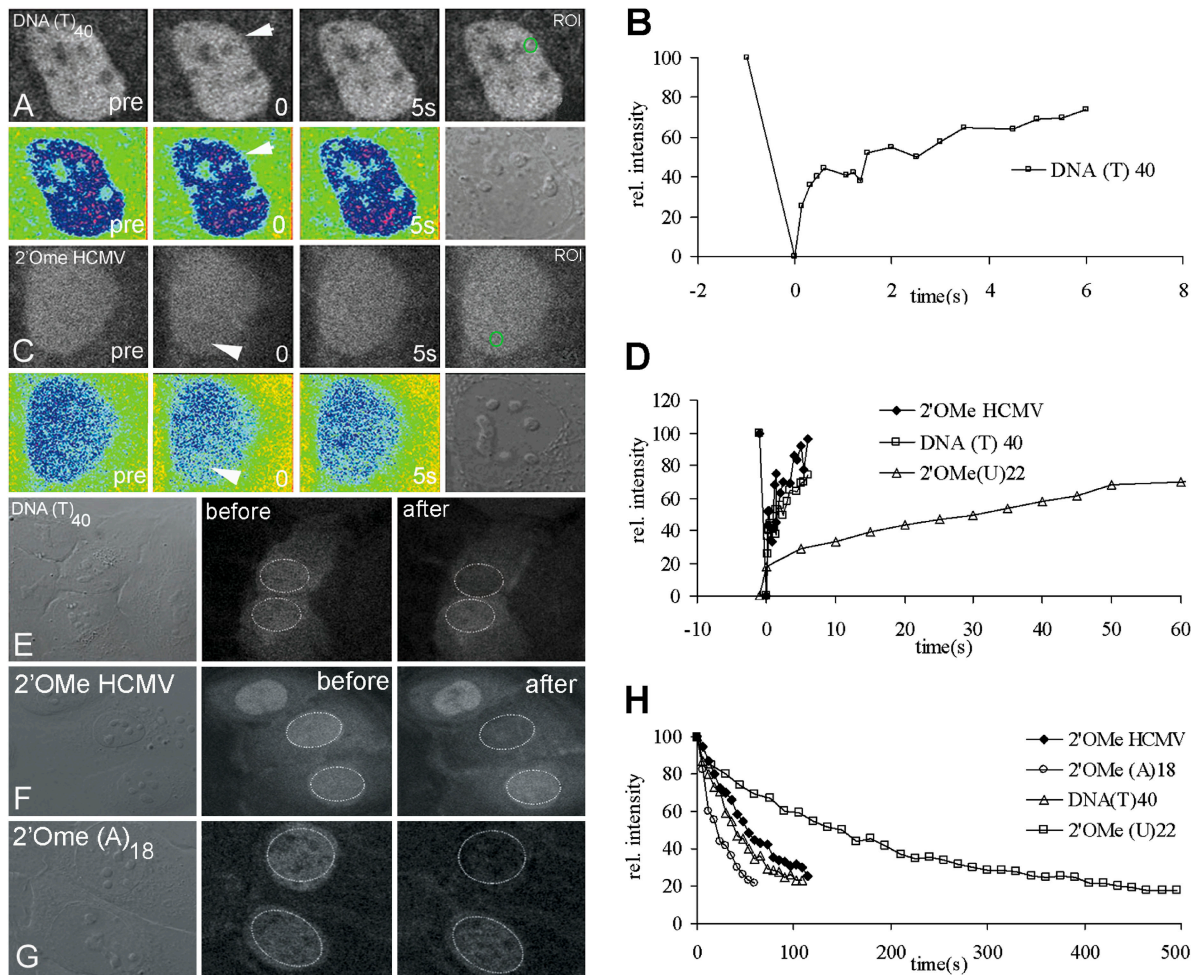 DNA (T)40
pre
A
0
5s
ROI
pre
0
5s
2'Ome HCMV
pre
C
0
5s
ROI
pre
0
5s
DNA (T)40
E
before
after
2'OMe HCMV
F
before
after
2'Ome (A)18
G
B
rel. intensity
100
80
60
40
20
0
-2
0
2
4
6
8
time(s)
DNA (T) 40
D
rel. intensity
120
100
80
60
40
20
0
-10
0
10
20
30
40
50
60
time(s)
2'OMe HCMV
DNA (T) 40
2'OMe(U)22
H
rel. intensity
100
80
60
40
20
0
0
100
200
300
400
500
time(s)
2'OMe HCMV
2'OMe (A)18
DNA(T)40
2'OMe (U)22